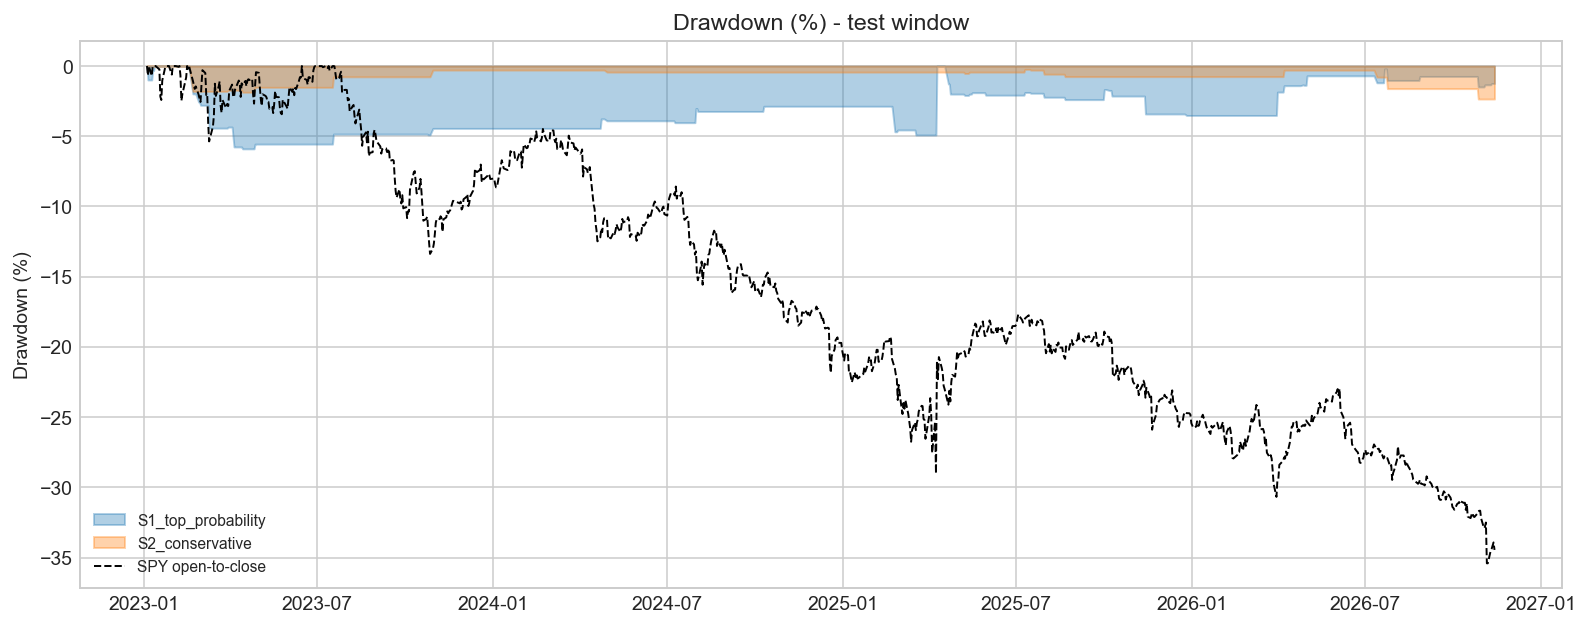 Drawdown (%) - test window
Drawdown (%)
0
−5
−10
−15
−20
−25
−30
−35
S1_top_probability
S2_conservative
SPY open-to-close
2023-01 2023-07 2024-01 2024-07 2025-01 2025-07 2026-01 2026-07 2027-01